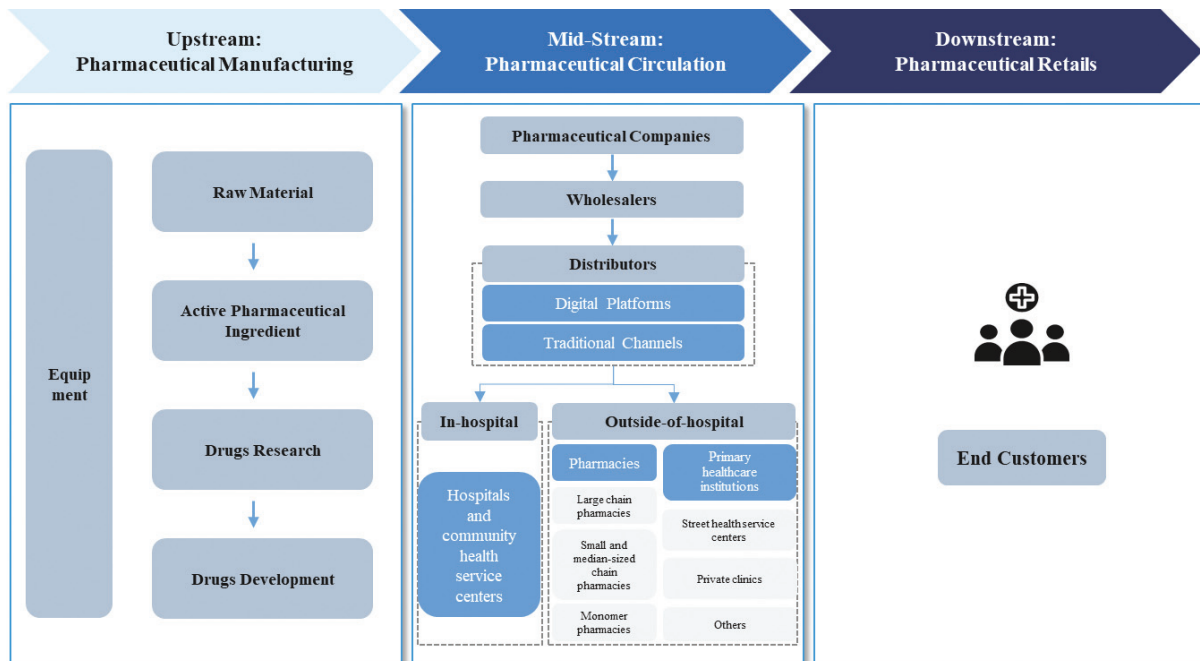 Upstream:
Pharmaceutical Manufacturing
Mid-Stream:
Pharmaceutical Circulation
Downstream:
Pharmaceutical Retails
Equip
ment
Raw Material
Active Pharmaceutical
Ingredient
Drugs Research
Drugs Development
Pharmaceutical Companies
Wholesalers
Distributors
Digital Platforms
Traditional Channels
In-hospital
Hospitals
and
community
health
service
centers
Outside-of-hospital
Pharmacies
Large chain
pharmacies
Small and
median-sized
chain
pharmacies
Monomer
pharmacies
Primary
healthcare
institutions
Street health service
centers
Private clinics
Others
End Customers